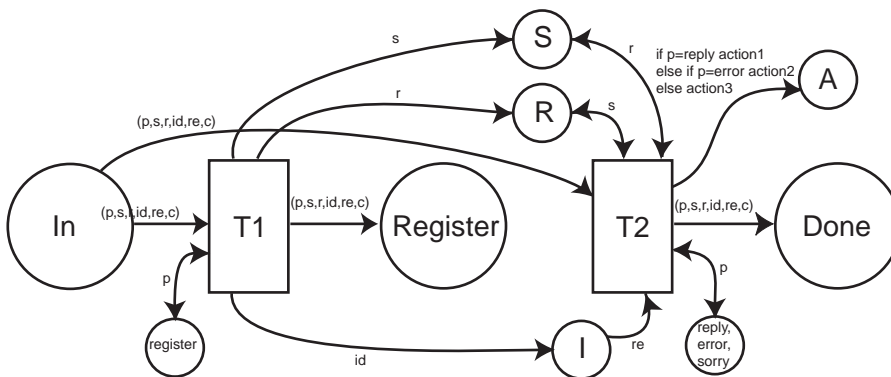 s
S
r
if p=reply action1
else if p=error action2
else action3
A
r
R
s
(p,s,r,id,re,c)
In
(p,s,r,id,re,c)
T1
(p,s,r,id,re,c)
Register
T2
(p,s,r,id,re,c)
Done
p
register
id
I
re
p
reply,
error,
sorry